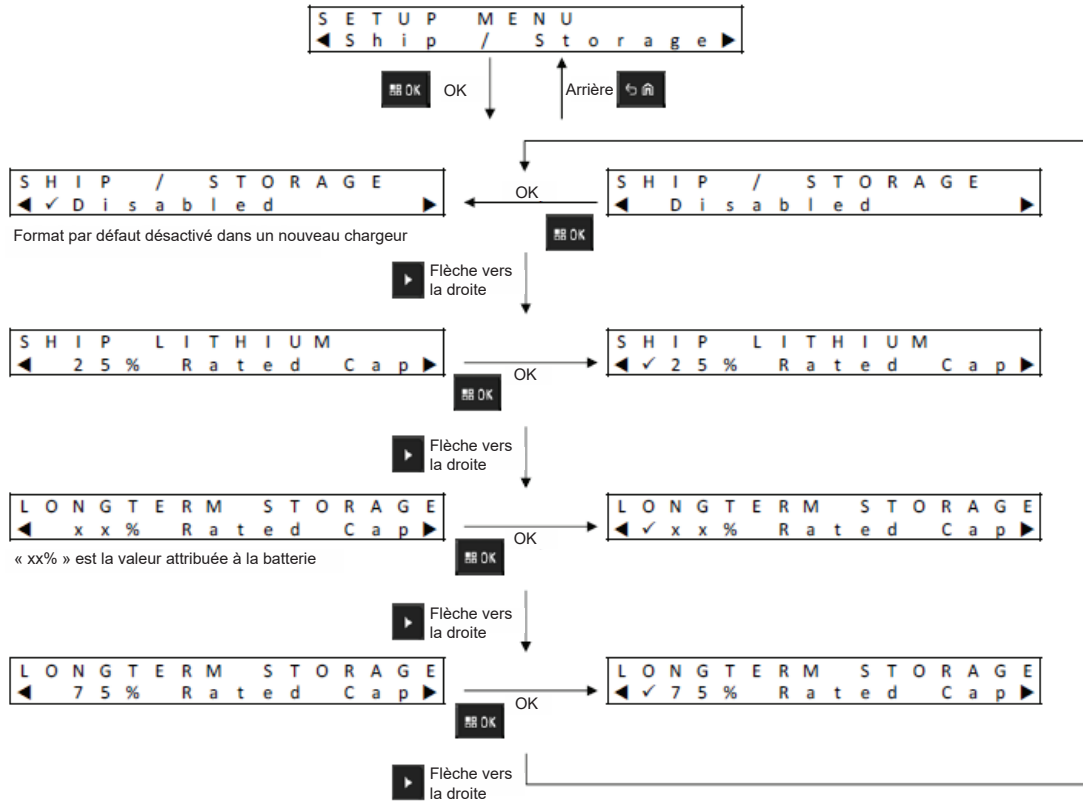 SETUP MENU
◀Ship / Storage▶
OK OK Arrière
SHIP / STORAGE
◀✓Disabled ▶
OK
SHIP / STORAGE
◀ Disabled ▶
Format par défaut désactivé dans un nouveau chargeur
OK
Flèche vers
la droite
SHIP LITHIUM
◀ 25% Rated Cap▶
OK
OK
SHIP LITHIUM
◀✓25% Rated Cap▶
Flèche vers
la droite
LONGTERM STORAGE
◀ xx% Rated Cap▶
OK
OK
LONGTERM STORAGE
◀✓xx% Rated Cap▶
« xx% » est la valeur attribuée à la batterie
Flèche vers
la droite
LONGTERM STORAGE
◀ 75% Rated Cap▶
OK
OK
LONGTERM STORAGE
◀✓75% Rated Cap▶
Flèche vers
la droite